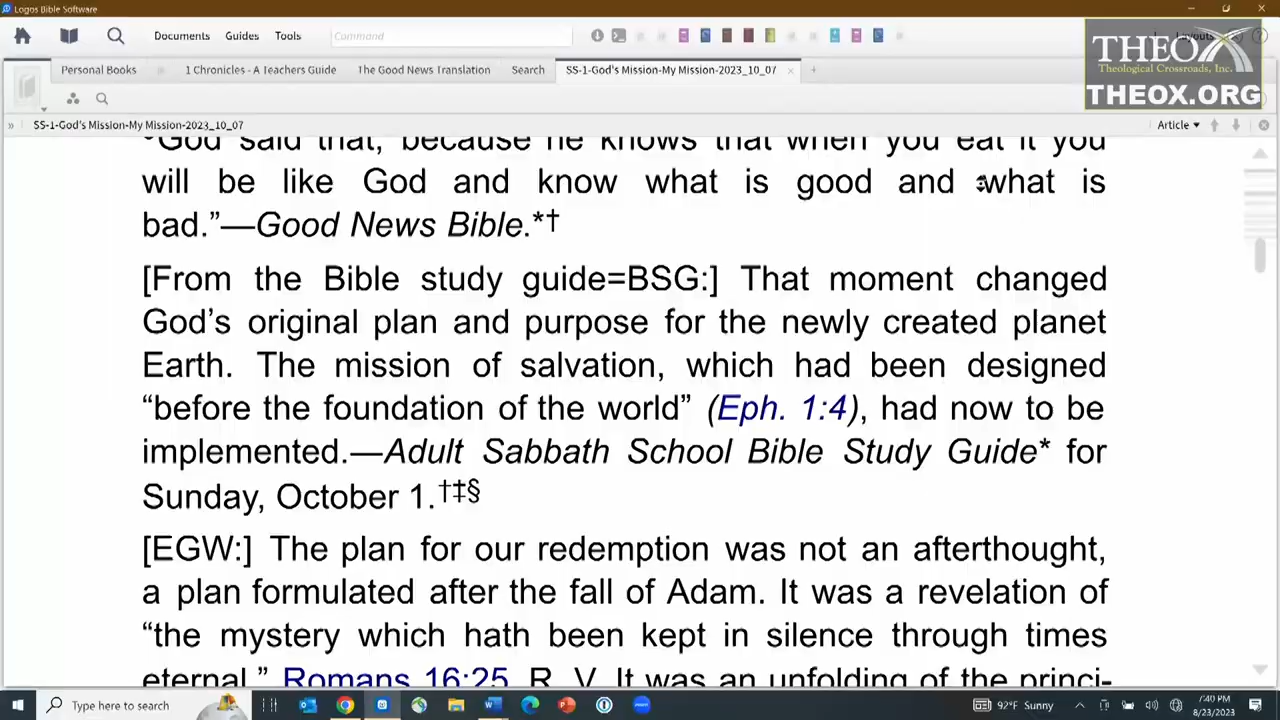 Logos Bible Software
Documents Guides Tools Command Layouts
THEOX
Theological Crossroads, Inc.
THEOX.ORG
Personal Books 1 Chronicles - A Teachers Guide The Good News Search SS-1-God's Mission-My Mission-2023_10_07
SS-1-God's Mission-My Mission-2023_10_07 Article
“God said that, because he knows that when you eat it you
will be like God and know what is good and what is
bad.”—Good News Bible.*†
[From the Bible study guide=BSG:] That moment changed
God’s original plan and purpose for the newly created planet
Earth. The mission of salvation, which had been designed
“before the foundation of the world” (Eph. 1:4), had now to be
implemented.—Adult Sabbath School Bible Study Guide* for
Sunday, October 1.†‡§
[EGW:] The plan for our redemption was not an afterthought,
a plan formulated after the fall of Adam. It was a revelation of
“the mystery which hath been kept in silence through times
eternal.” Romans 16:25, R. V. It was an unfolding of the princi-
Type here to search
92°F Sunny
7:40 PM
8/23/2023